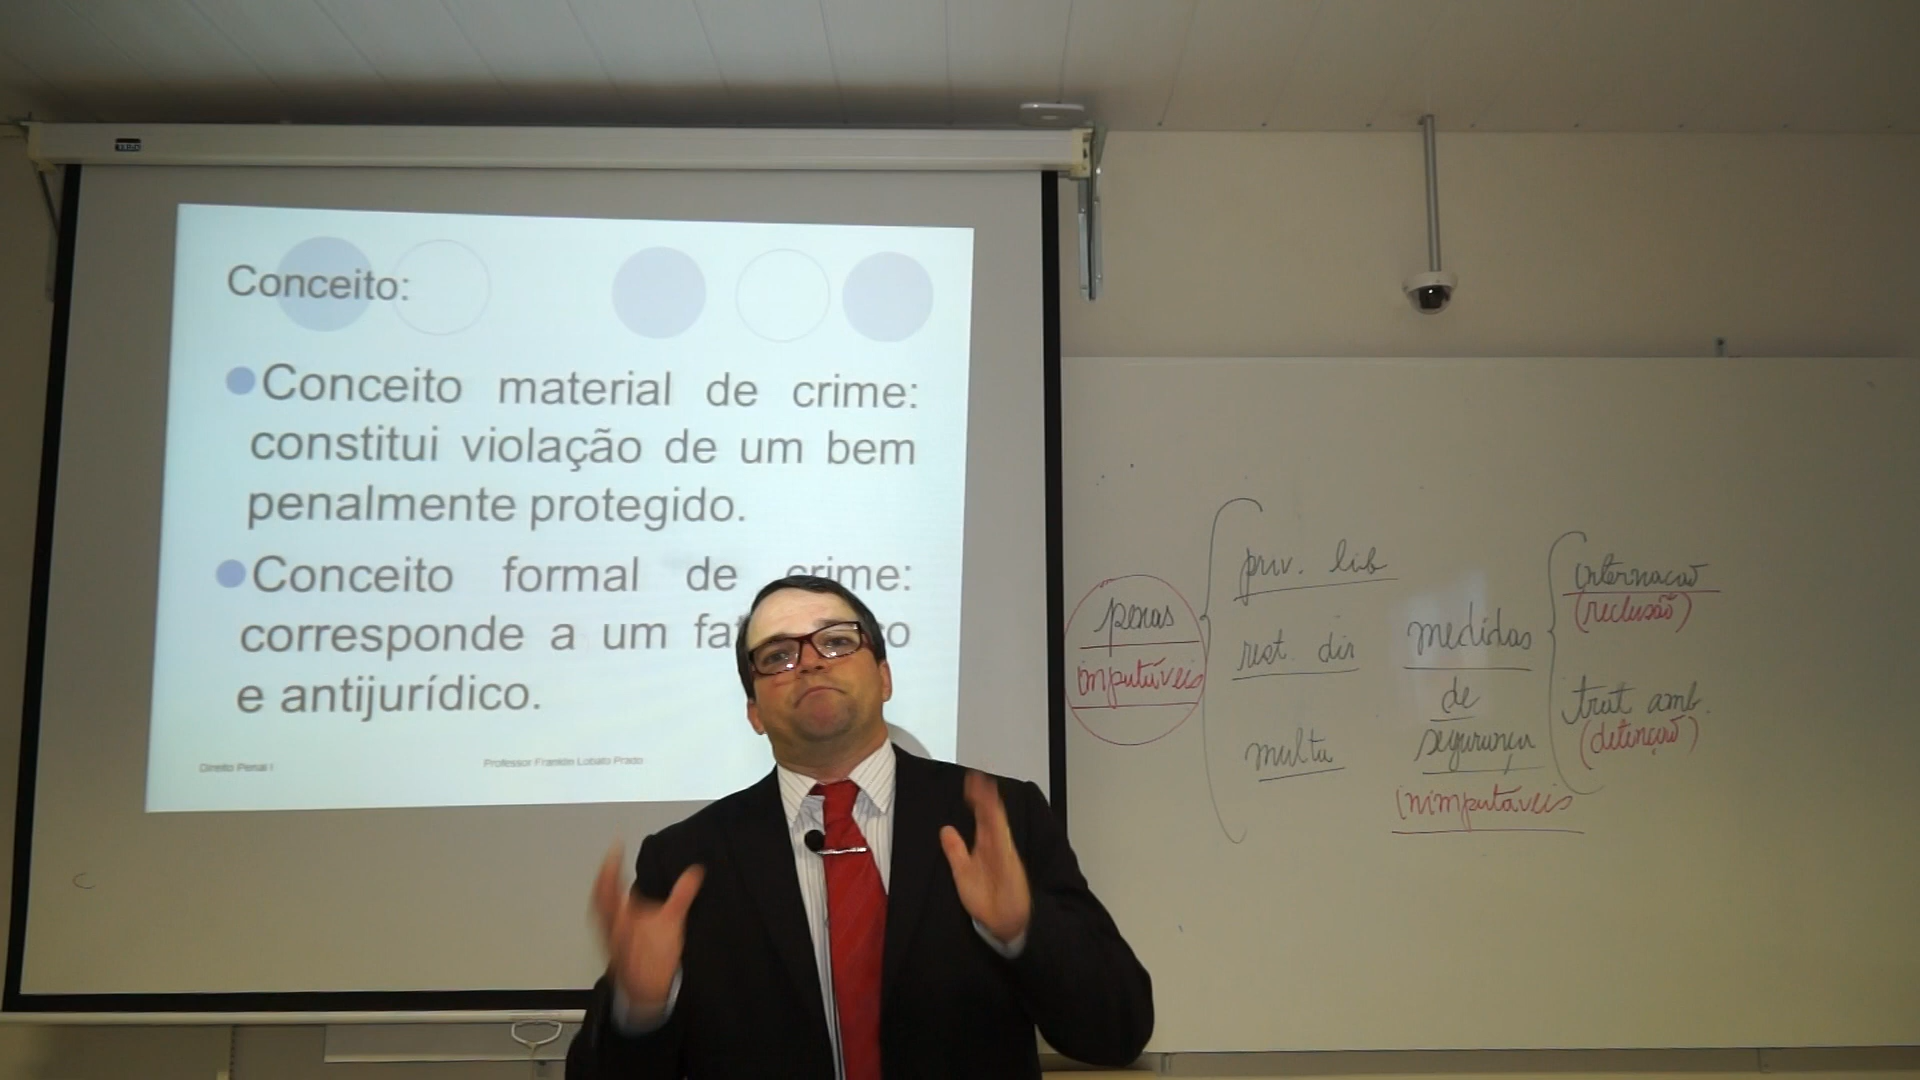 Conceito:
Conceito material de crime:
constitui violação de um bem
penalmente protegido.
Conceito formal de crime:
corresponde a um
e antijurídico.
Direito Penal I
Professor Franklin Lobato Prado
penas
imputáveis
priv. lib
rest. dir
multa
medidas
de
segurança
inimputáveis
internação
(reclusão)
trat amb.
(detenção)